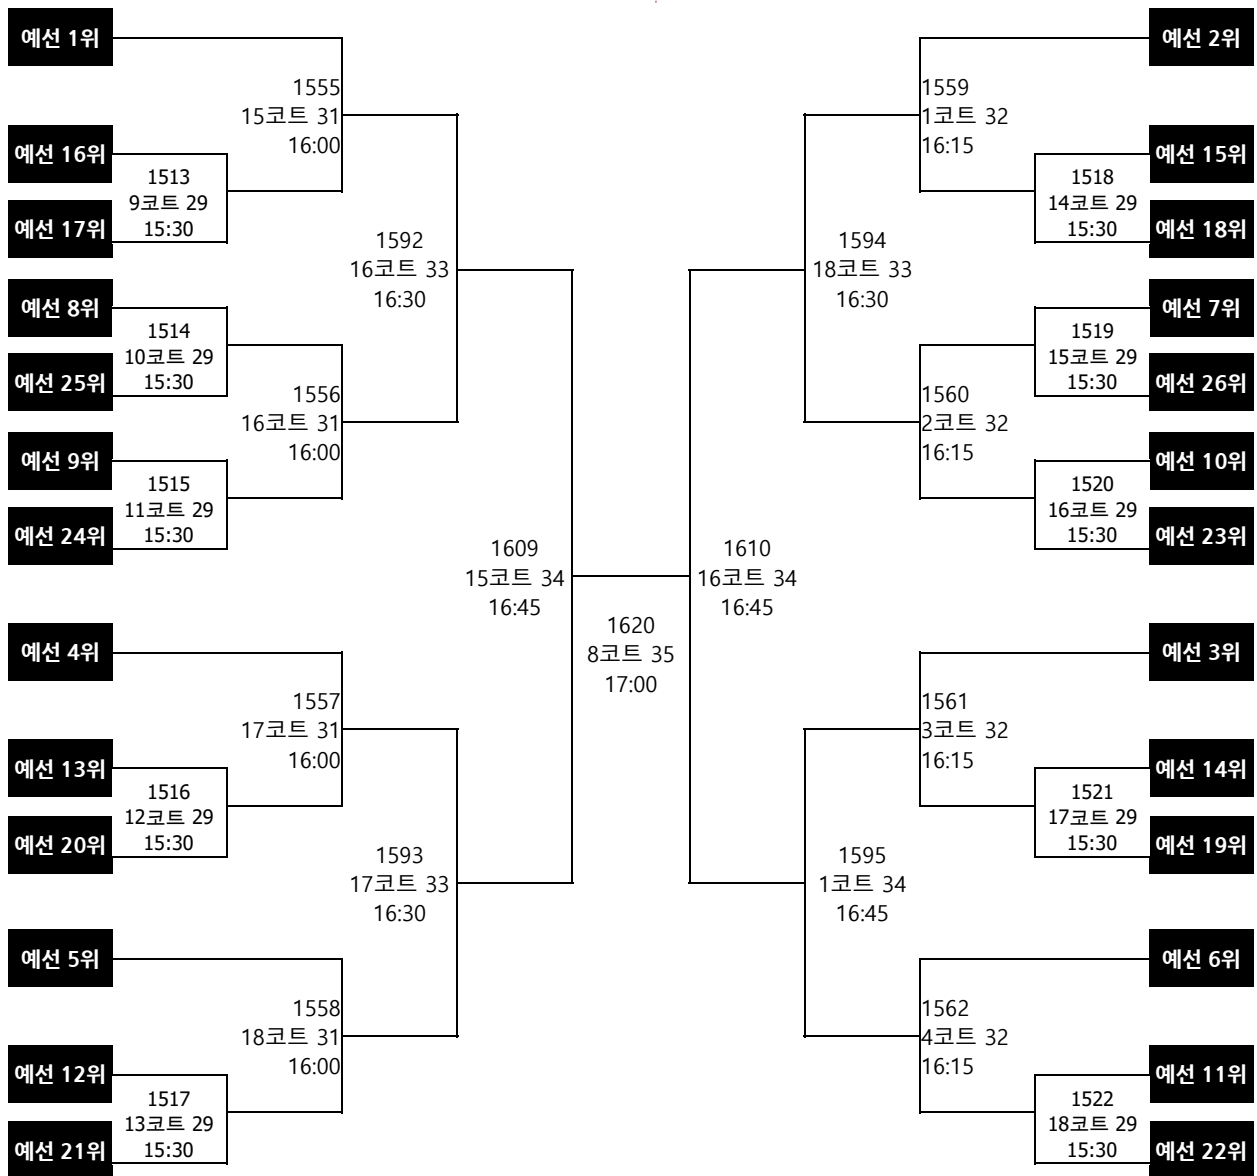 예선 1위
1555
15코트 31
16:00
예선 16위
1513
9코트 29
15:30
예선 17위
1592
16코트 33
16:30
예선 8위
1514
10코트 29
15:30
예선 25위
1556
16코트 31
16:00
예선 9위
1515
11코트 29
15:30
예선 24위
1609
15코트 34
16:45
예선 4위
1557
17코트 31
16:00
예선 13위
1516
12코트 29
15:30
예선 20위
1593
17코트 33
16:30
예선 5위
1558
18코트 31
16:00
예선 12위
1517
13코트 29
15:30
예선 21위
1620
8코트 35
17:00
예선 2위
1559
1코트 32
16:15
예선 15위
1518
14코트 29
15:30
예선 18위
1594
18코트 33
16:30
예선 7위
1519
15코트 29
15:30
예선 26위
1560
2코트 32
16:15
예선 10위
1520
16코트 29
15:30
예선 23위
1610
16코트 34
16:45
예선 3위
1561
3코트 32
16:15
예선 14위
1521
17코트 29
15:30
예선 19위
1595
1코트 34
16:45
예선 6위
1562
4코트 32
16:15
예선 11위
1522
18코트 29
15:30
예선 22위